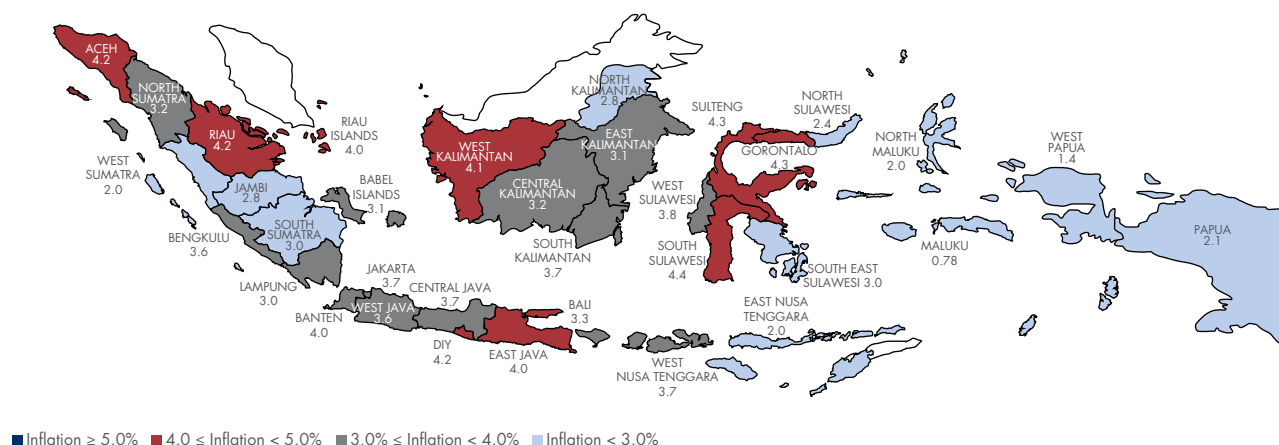 ACEH
4.2
NORTH
SUMATRA
3.2
RIAU
4.2
RIAU
ISLANDS
4.0
WEST
SUMATRA
2.0
JAMBI
2.8
BABEL
ISLANDS
3.1
BENGKULU
3.6
SOUTH
SUMATRA
3.0
LAMPUNG
3.0
BANTEN
4.0
JAKARTA
3.7
WEST JAVA
3.6
CENTRAL JAVA
3.7
DIY
4.2
EAST JAVA
4.0
BALI
3.3
WEST
KALIMANTAN
4.1
CENTRAL
KALIMANTAN
3.2
NORTH
KALIMANTAN
2.8
EAST
KALIMANTAN
3.1
SOUTH
KALIMANTAN
3.7
SULTENG
4.3
GORONTALO
4.3
NORTH
SULAWESI
2.4
WEST
SULAWESI
3.8
SOUTH
SULAWESI
4.4
SOUTH EAST
SULAWESI 3.0
WEST
NUSA TENGGARA
3.7
EAST NUSA
TENGGARA
2.0
NORTH
MALUKU
2.0
MALUKU
0.78
WEST
PAPUA
1.4
PAPUA
2.1
Inflation ≥ 5.0% 4.0 ≤ Inflation < 5.0% 3.0% ≤ Inflation < 4.0% Inflation < 3.0%